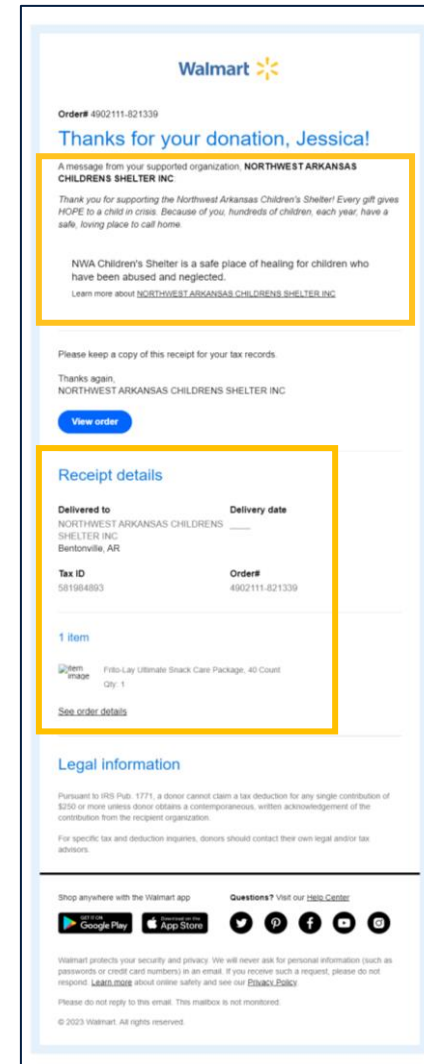 Walmart
Order# 4902111-821339
Thanks for your donation, Jessica!
A message from your supported organization, NORTHWEST ARKANSAS
CHILDRENS SHELTER INC
Thank you for supporting the Northwest Arkansas Children's Shelter! Every gift gives
HOPE to a child in crisis. Because of you, hundreds of children, each year, have a
safe, loving place to call home.
NWA Children's Shelter is a safe place of healing for children who
have been abused and neglected.
Learn more about NORTHWEST ARKANSAS CHILDRENS SHELTER INC
Please keep a copy of this receipt for your tax records.
Thanks again,
NORTHWEST ARKANSAS CHILDRENS SHELTER INC
View order
Receipt details
Delivered to Delivery date
NORTHWEST ARKANSAS CHILDRENS
SHELTER INC
Bentonville, AR
Tax ID Order#
581984893 4902111-821339
1 item
item
image
Frito-Lay Ultimate Snack Care Package, 40 Count
Qty: 1
See order details
Legal information
Pursuant to IRS Pub. 1771, a donor cannot claim a tax deduction for any single contribution of
$250 or more unless donor obtains a contemporaneous, written acknowledgement of the
contribution from the recipient organization.
For specific tax and deduction inquiries, donors should contact their own legal and/or tax
advisors.
Shop anywhere with the Walmart app Questions? Visit our Help Center
GET IT ON
Google Play
Download on the
App Store
Walmart protects your security and privacy. We will never ask for personal information (such as
passwords or credit card numbers) in an email. If you receive such a request, please do not
respond. Learn more about online safety and see our Privacy Policy.
Please do not reply to this email. This mailbox is not monitored.
© 2023 Walmart. All rights reserved.